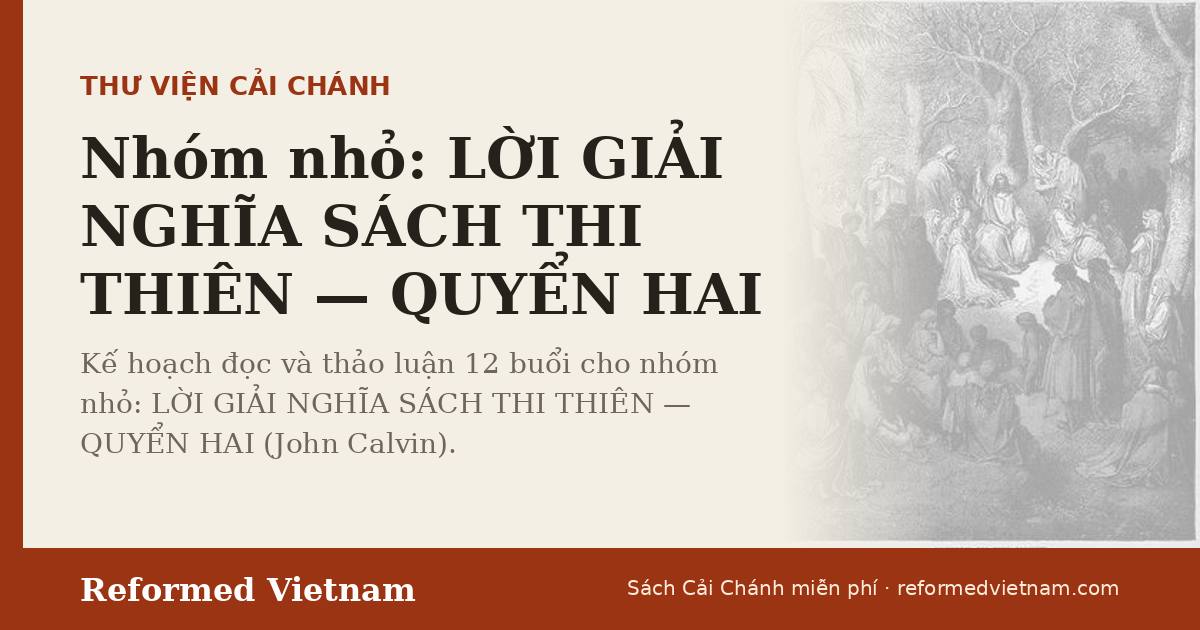 THƯ VIỆN CẢI CHÁNH
Nhóm nhỏ: LỜI GIẢI
NGHĨA SÁCH THI
THIÊN — QUYỂN HAI
Kế hoạch đọc và thảo luận 12 buổi cho nhóm
nhỏ: LỜI GIẢI NGHĨA SÁCH THI THIÊN —
QUYỂN HAI (John Calvin).
Reformed Vietnam
Sách Cải Chánh miễn phí · reformedvietnam.com